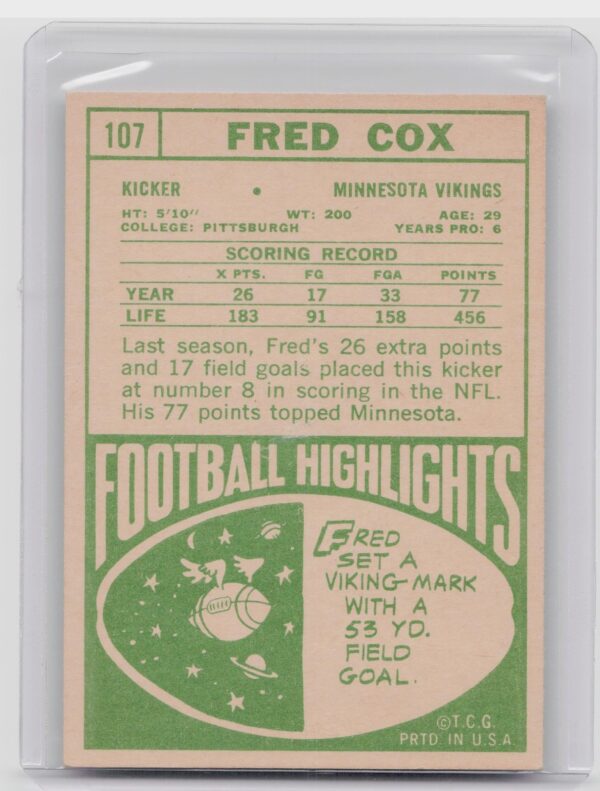 107 FRED COX
KICKER • MINNESOTA VIKINGS
HT: 5'10" WT: 200 AGE: 29
COLLEGE: PITTSBURGH YEARS PRO: 6
SCORING RECORD
X PTS. FG FGA POINTS
YEAR 26 17 33 77
LIFE 183 91 158 456
Last season, Fred's 26 extra points
and 17 field goals placed this kicker
at number 8 in scoring in the NFL.
His 77 points topped Minnesota.
FOOTBALL HIGHLIGHTS
FRED
SET A
VIKING MARK
WITH A
53 YD.
FIELD
GOAL.
©T.C.G.
PRTD. IN U.S.A.